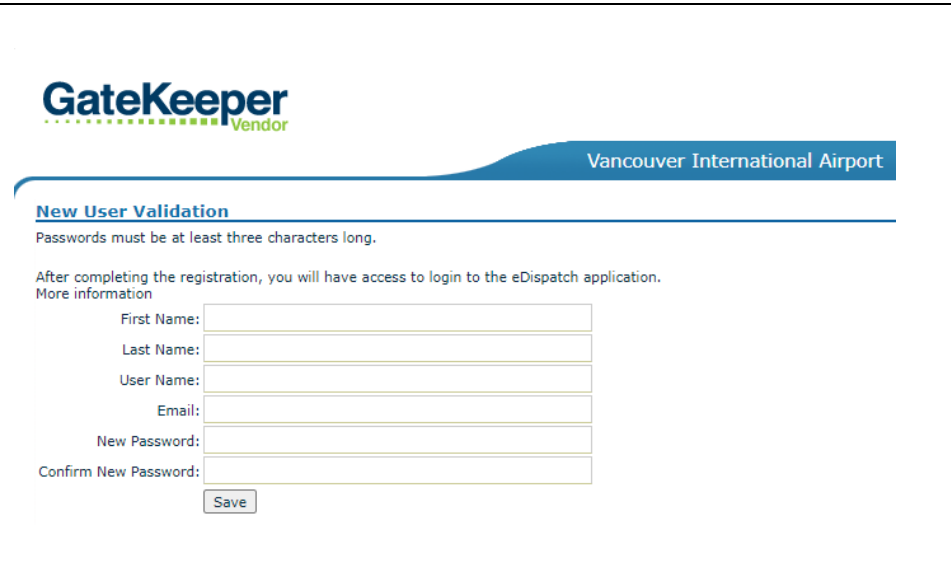 GateKeeper
Vendor
Vancouver International Airport
New User Validation
Passwords must be at least three characters long.
After completing the registration, you will have access to login to the eDispatch application.
More information
First Name:
Last Name:
User Name:
Email:
New Password:
Confirm New Password:
Save